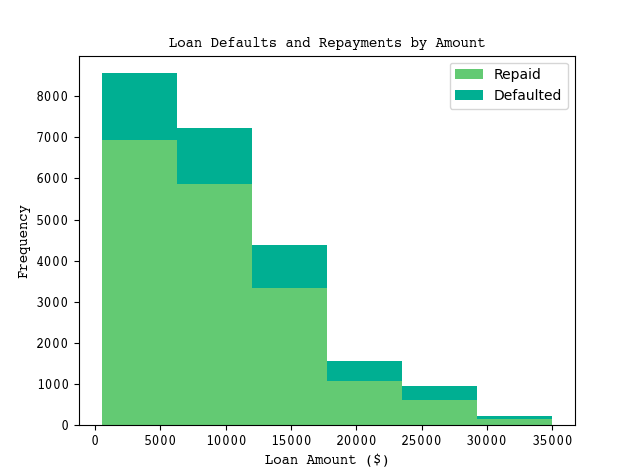 Loan Defaults and Repayments by Amount
Repaid
Defaulted
Frequency
8000
7000
6000
5000
4000
3000
2000
1000
0
0 5000 10000 15000 20000 25000 30000 35000
Loan Amount ($)